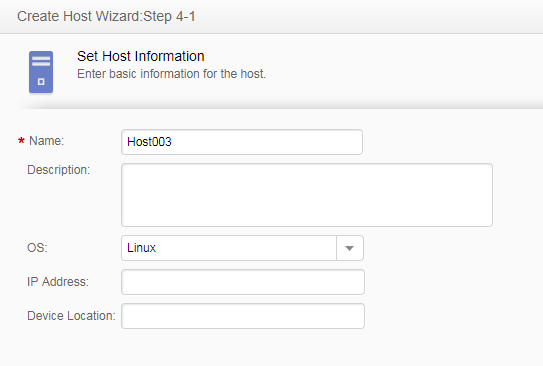 Create Host Wizard:Step 4-1
Set Host Information
Enter basic information for the host.
* Name: Host003
Description:
OS: Linux
IP Address:
Device Location: